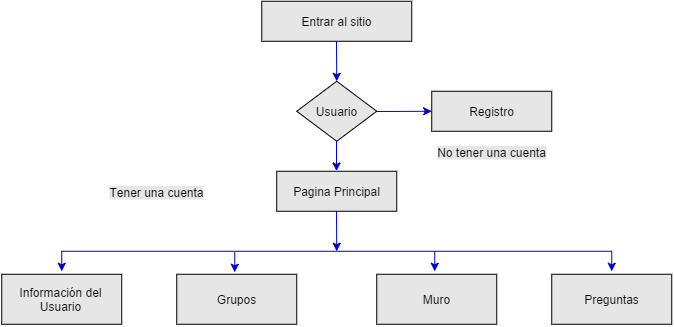 Entrar al sitio
Usuario
Registro
No tener una cuenta
Pagina Principal
Tener una cuenta
Información del
Usuario
Grupos
Muro
Preguntas